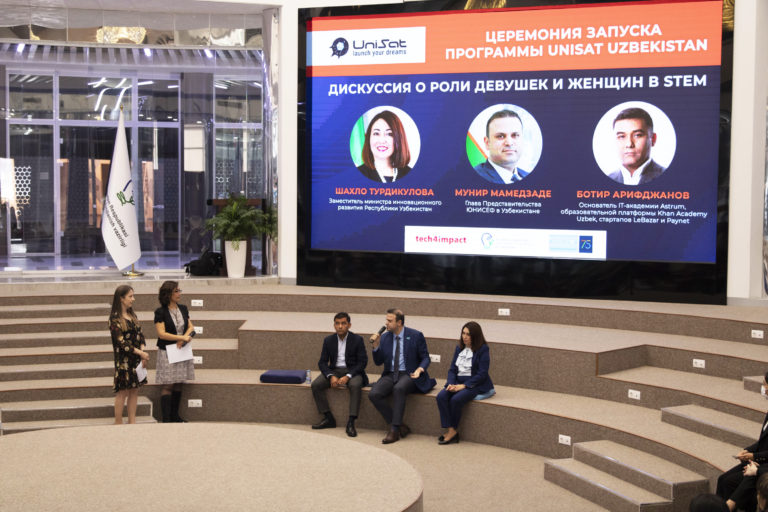 UniSat
launch your dreams
ЦЕРЕМОНИЯ ЗАПУСКА
ПРОГРАММЫ UNISAT UZBEKISTAN
ДИСКУССИЯ О РОЛИ ДЕВУШЕК И ЖЕНЩИН В STEM
ШАХЛО ТУРДИКУЛОВА
Заместитель министра инновационного
развития Республики Узбекистан
МУНИР МАМЕДЗАДЕ
Глава Представительства
ЮНИСЕФ в Узбекистане
БОТИР АРИФДЖАНОВ
Основатель IT-академии Astrum,
образовательной платформы Khan Academy
Uzbek, стартапов LeBazar и Paynet
tech4impact
75
Respublikasi
vazirligi